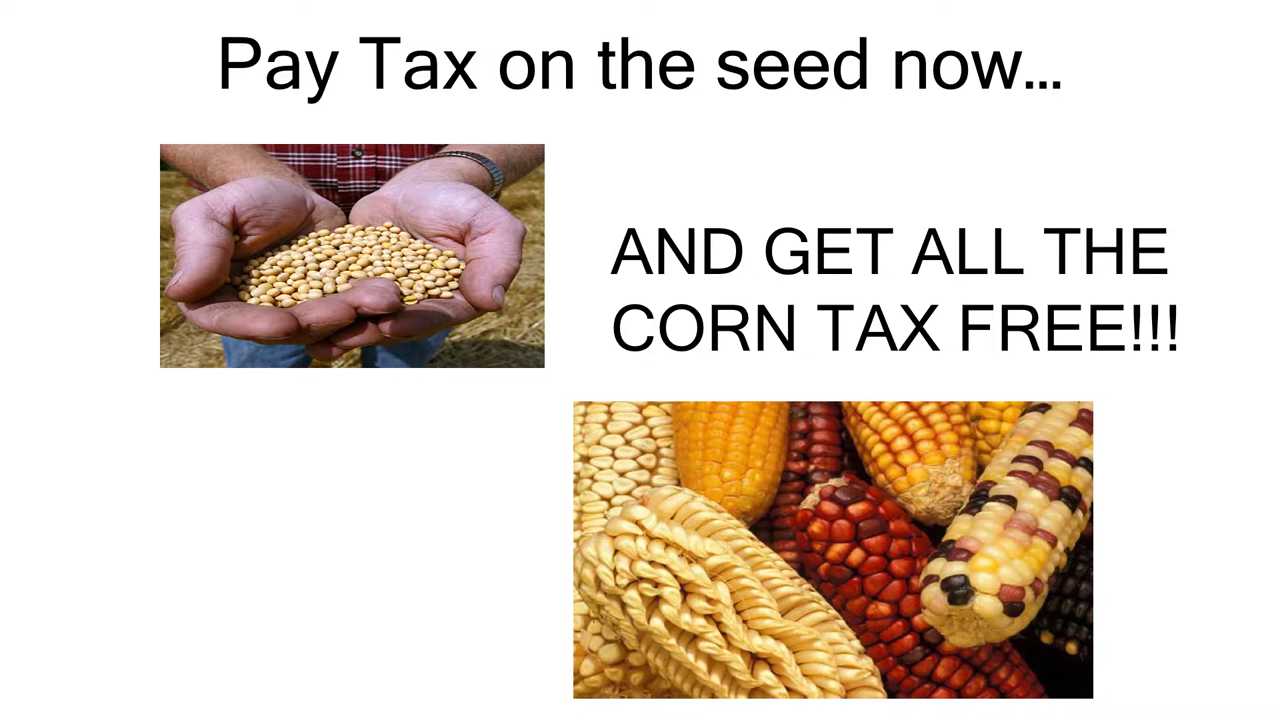 Pay Tax on the seed now…
AND GET ALL THE
CORN TAX FREE!!!